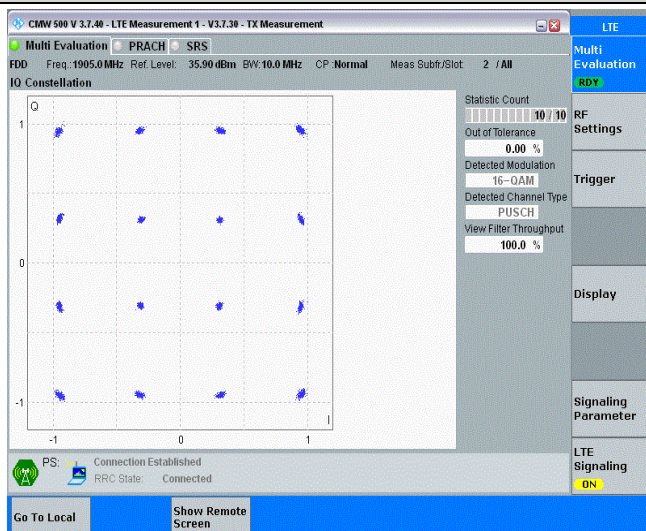 CMW 500 V 3.7.40 - LTE Measurement 1 - V3.7.30 - TX Measurement
LTE
Multi Evaluation PRACH SRS
Multi
Evaluation
RDY
FDD Freq.:1905.0 MHz Ref. Level: 35.90 dBm BW:10.0 MHz CP :Normal Meas Subfr./Slot: 2 / All
IQ Constellation
Q
1
0
-1
-1 0 1
I
Statistic Count
10 / 10
Out of Tolerance
0.00 %
Detected Modulation
16-QAM
Detected Channel Type
PUSCH
View Filter Throughput
100.0 %
RF
Settings
Trigger
Display
Signaling
Parameter
LTE
Signaling
ON
PS: Connection Established
RRC State: Connected
Go To Local
Show Remote
Screen